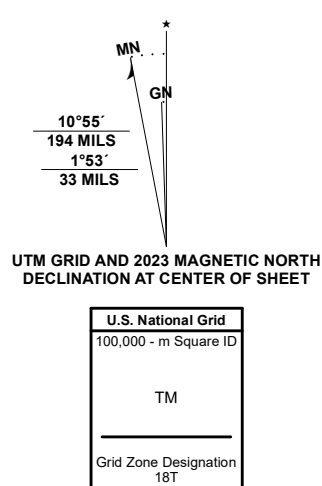 MN
GN
10°55´
194 MILS
1°53´
33 MILS
UTM GRID AND 2023 MAGNETIC NORTH
DECLINATION AT CENTER OF SHEET
U.S. National Grid
100,000 - m Square ID
TM
Grid Zone Designation
18T